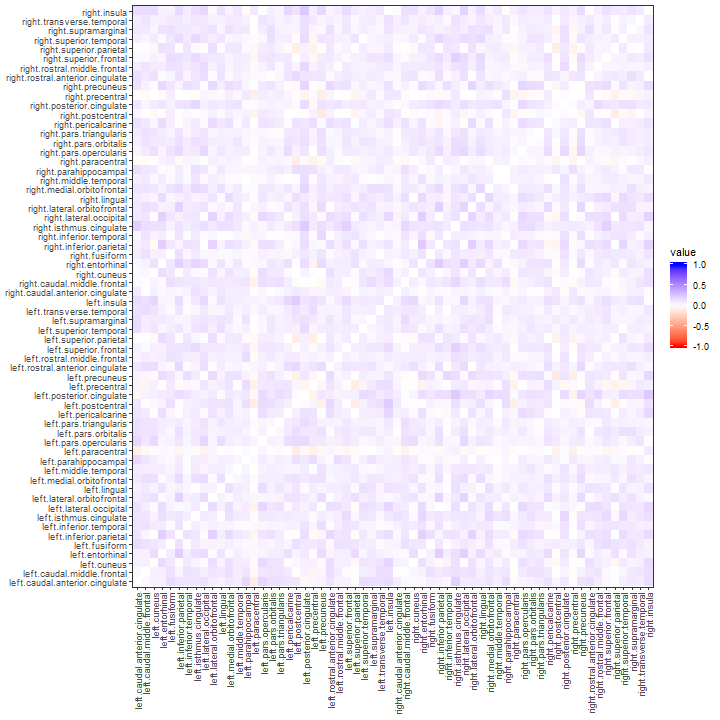 right.insula
right.transverse.temporal
right.supramarginal
right.superior.temporal
right.superior.parietal
right.superior.frontal
right.rostral.middle.frontal
right.rostral.anterior.cingulate
right.precuneus
right.precentral
right.posterior.cingulate
right.postcentral
right.pericalcarine
right.pars.triangularis
right.pars.orbitalis
right.pars.opercularis
right.paracentral
right.parahippocampal
right.middle.temporal
right.medial.orbitofrontal
right.lingual
right.lateral.orbitofrontal
right.lateral.occipital
right.isthmus.cingulate
right.inferior.temporal
right.inferior.parietal
right.fusiform
right.entorhinal
right.cuneus
right.caudal.middle.frontal
right.caudal.anterior.cingulate
left.insula
left.transverse.temporal
left.supramarginal
left.superior.temporal
left.superior.parietal
left.superior.frontal
left.rostral.middle.frontal
left.rostral.anterior.cingulate
left.precuneus
left.precentral
left.posterior.cingulate
left.postcentral
left.pericalcarine
left.pars.triangularis
left.pars.orbitalis
left.pars.opercularis
left.paracentral
left.parahippocampal
left.middle.temporal
left.medial.orbitofrontal
left.lingual
left.lateral.orbitofrontal
left.lateral.occipital
left.isthmus.cingulate
left.inferior.temporal
left.inferior.parietal
left.fusiform
left.entorhinal
left.cuneus
left.caudal.middle.frontal
left.caudal.anterior.cingulate
left.caudal.anterior.cingulate
left.caudal.middle.frontal
left.cuneus
left.entorhinal
left.fusiform
left.inferior.parietal
left.inferior.temporal
left.isthmus.cingulate
left.lateral.occipital
left.lateral.orbitofrontal
left.lingual
left.medial.orbitofrontal
left.middle.temporal
left.parahippocampal
left.paracentral
left.pars.opercularis
left.pars.orbitalis
left.pars.triangularis
left.pericalcarine
left.postcentral
left.posterior.cingulate
left.precentral
left.precuneus
left.rostral.anterior.cingulate
left.rostral.middle.frontal
left.superior.frontal
left.superior.parietal
left.superior.temporal
left.supramarginal
left.transverse.temporal
left.insula
right.caudal.anterior.cingulate
right.caudal.middle.frontal
right.cuneus
right.entorhinal
right.fusiform
right.inferior.parietal
right.inferior.temporal
right.isthmus.cingulate
right.lateral.occipital
right.lateral.orbitofrontal
right.lingual
right.medial.orbitofrontal
right.middle.temporal
right.parahippocampal
right.paracentral
right.pars.opercularis
right.pars.orbitalis
right.pars.triangularis
right.pericalcarine
right.postcentral
right.posterior.cingulate
right.precentral
right.precuneus
right.rostral.anterior.cingulate
right.rostral.middle.frontal
right.superior.frontal
right.superior.parietal
right.superior.temporal
right.supramarginal
right.transverse.temporal
right.insula
value
1.0
0.5
0.0
-0.5
-1.0